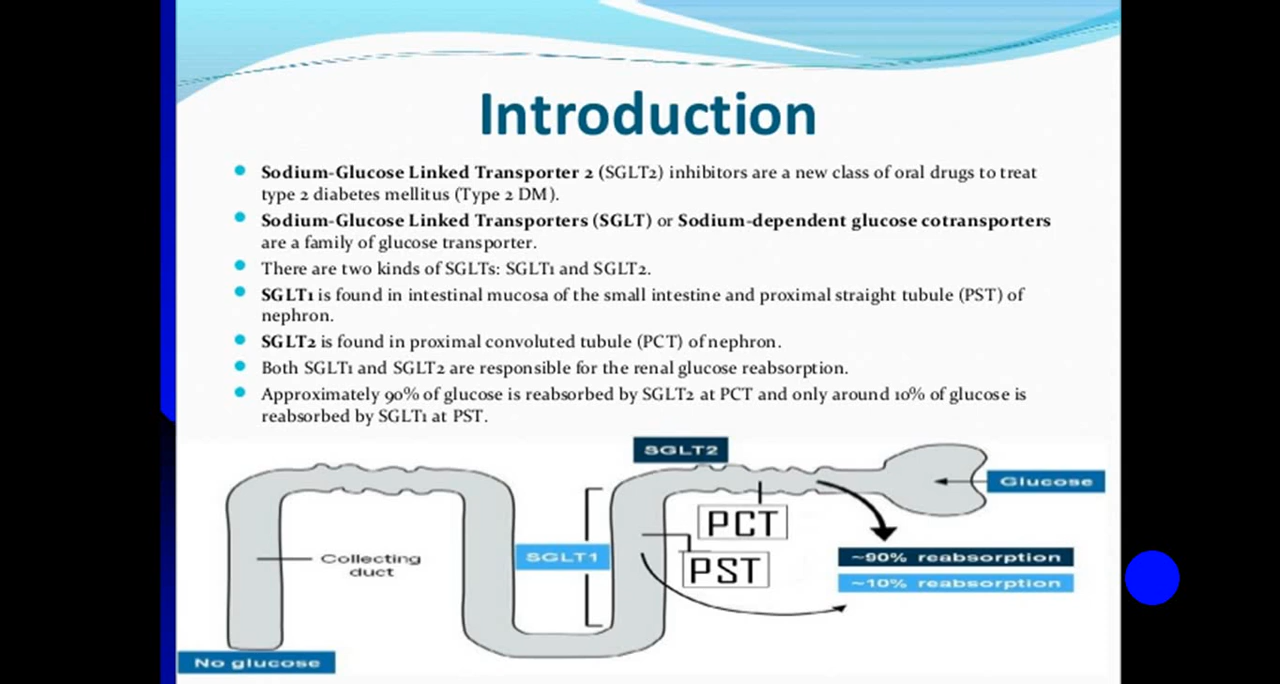 Introduction
Sodium-Glucose Linked Transporter 2 (SGLT2) inhibitors are a new class of oral drugs to treat
type 2 diabetes mellitus (Type 2 DM).
Sodium-Glucose Linked Transporters (SGLT) or Sodium-dependent glucose cotransporters
are a family of glucose transporter.
There are two kinds of SGLTs: SGLT1 and SGLT2.
SGLT1 is found in intestinal mucosa of the small intestine and proximal straight tubule (PST) of
nephron.
SGLT2 is found in proximal convoluted tubule (PCT) of nephron.
Both SGLT1 and SGLT2 are responsible for the renal glucose reabsorption.
Approximately 90% of glucose is reabsorbed by SGLT2 at PCT and only around 10% of glucose is
reabsorbed by SGLT1 at PST.
SGLT2
Glucose
PCT
SGLT1
PST
Collecting
duct
~90% reabsorption
~10% reabsorption
No glucose